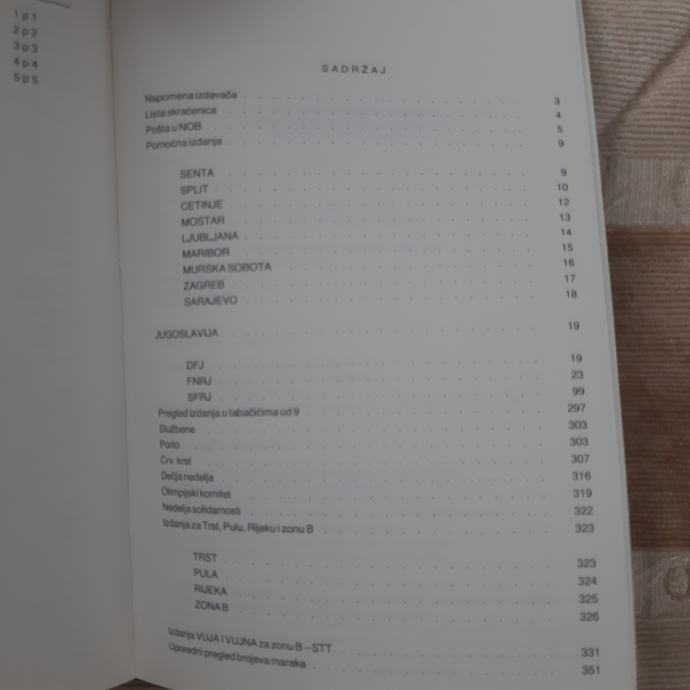 1 p 1
2 p 2
3 p 3
4 p 4
5 p 5
SADRŽAJ
Napomena izdavača 3
Lista skraćenica 4
Pošta u NOB 5
Pomoćna izdanja 9
SENTA 9
SPLIT 10
CETINJE 12
MOSTAR 13
LJUBLJANA 14
MARIBOR 15
MURSKA SOBOTA 16
ZAGREB 17
SARAJEVO 18
JUGOSLAVIJA 19
DFJ 19
FNRJ 23
SFRJ 99
Pregled izdanja u tabačićima od 9 297
Službene 303
Porto 303
Crv. krst 307
Dečja nedelja 316
Olimpijski komitet 319
Nedelja solidarnosti 322
Izdanja za Trst, Pulu, Rijeku i zonu B 323
TRST 323
PULA 324
RIJEKA 325
ZONA B 326
Izdanja VUJA I VUJNA za zonu B – STT 331
Uporedni pregled brojeva maraka 351